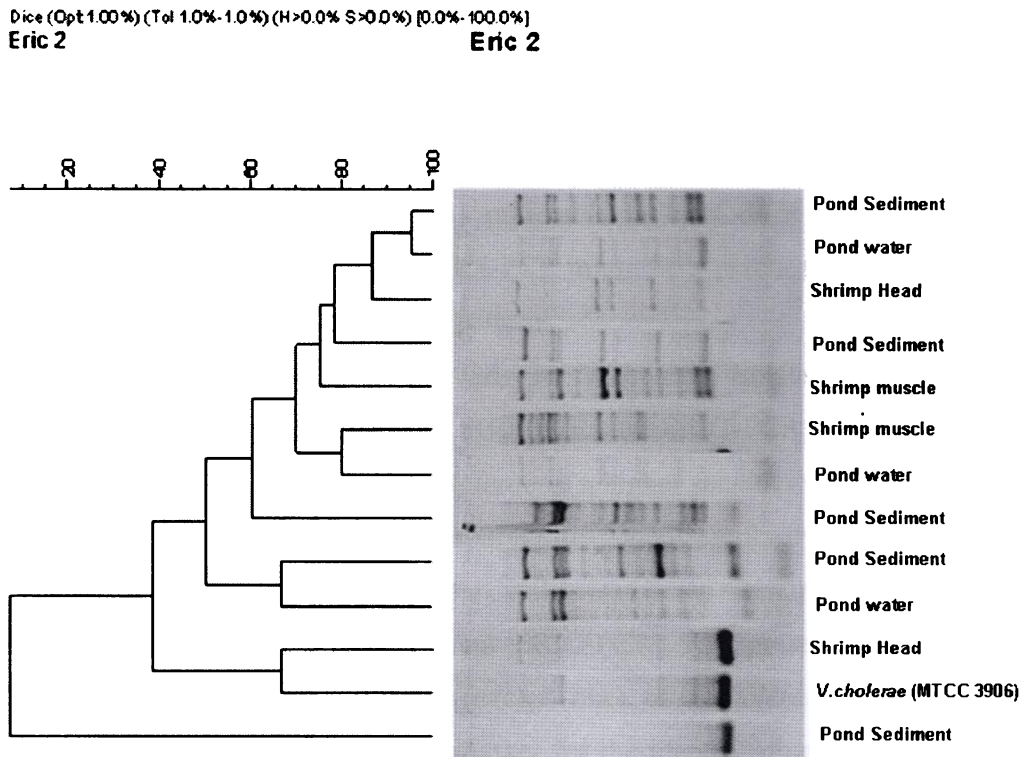 Dice (Opt:1.00%) (Tol 1.0%-1.0%) (H>0.0% S>0.0%) [0.0%-100.0%]
Eric 2 Eric 2
20 40 60 80 100
Pond Sediment
Pond water
Shrimp Head
Pond Sediment
Shrimp muscle
Shrimp muscle
Pond water
Pond Sediment
Pond Sediment
Pond water
Shrimp Head
V.cholerae (MTCC 3906)
Pond Sediment